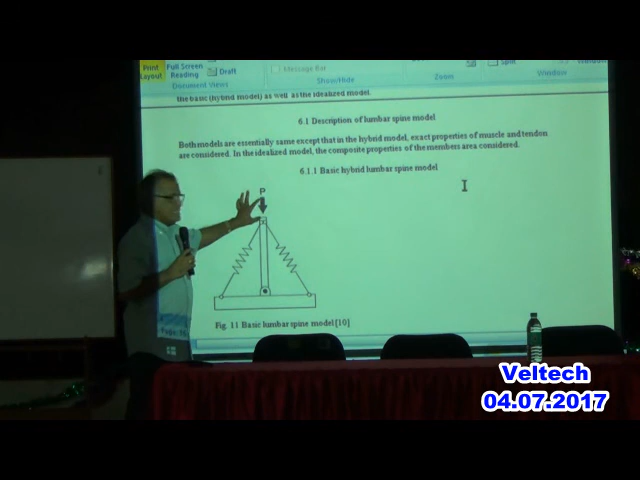 Print
Layout
Full Screen
Reading
Draft
Document Views
Message Bar
Show/Hide
Zoom
Split
Window
Window
the basic (hybrid model) as well as the idealized model.
6.1 Description of lumbar spine model
Both models are essentially same except that in the hybrid model, exact properties of muscle and tendon
are considered. In the idealized model, the composite properties of the members area considered.
6.1.1 Basic hybrid lumbar spine model
P
Fig. 11 Basic lumbar spine model [10]
Veltech
04.07.2017